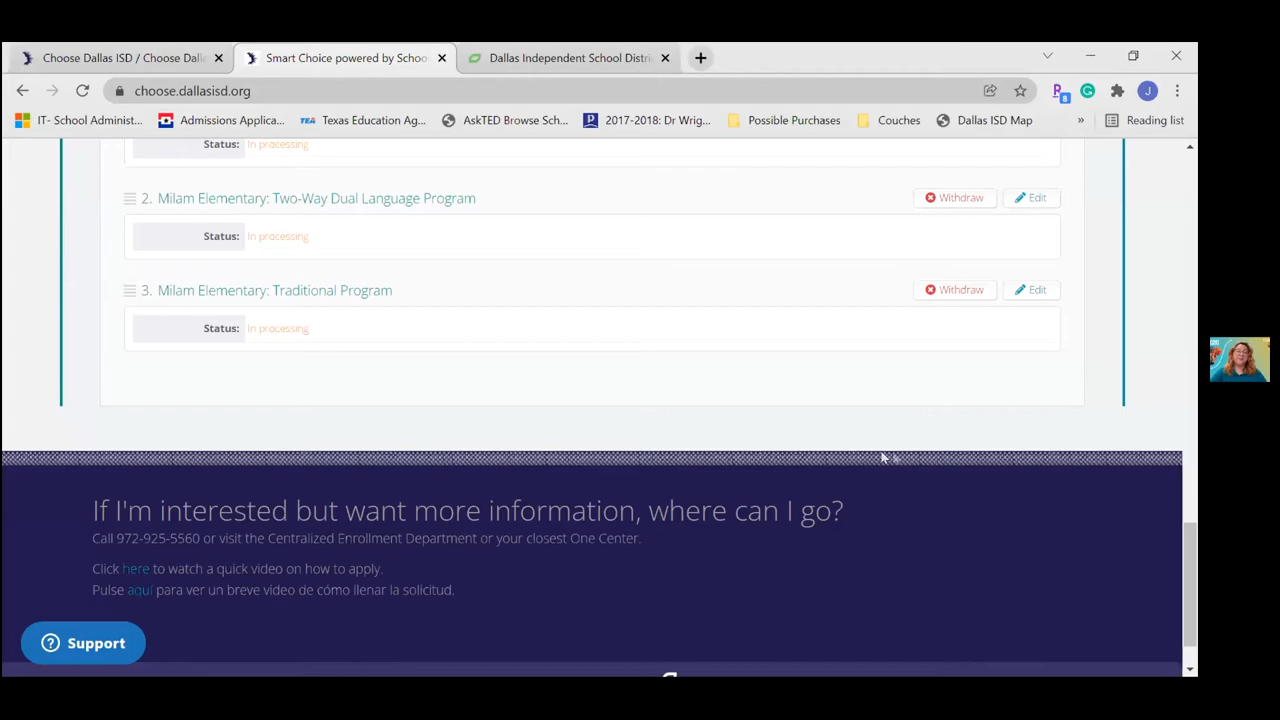 Choose Dallas ISD / Choose Dall
Smart Choice powered by Schoo
Dallas Independent School Distri
choose.dallasisd.org
8
J
IT- School Administ...
Admissions Applica...
TEA
Texas Education Ag...
AskTED Browse Sch...
2017-2018: Dr Wrig...
Possible Purchases
Couches
Dallas ISD Map
»
Reading list
Status: In processing
2. Milam Elementary: Two-Way Dual Language Program
Withdraw
Edit
Status: In processing
3. Milam Elementary: Traditional Program
Withdraw
Edit
Status: In processing
If I'm interested but want more information, where can I go?
Call 972-925-5560 or visit the Centralized Enrollment Department or your closest One Center.
Click here to watch a quick video on how to apply.
Pulse aquí para ver un breve video de cómo llenar la solicitud.
Support